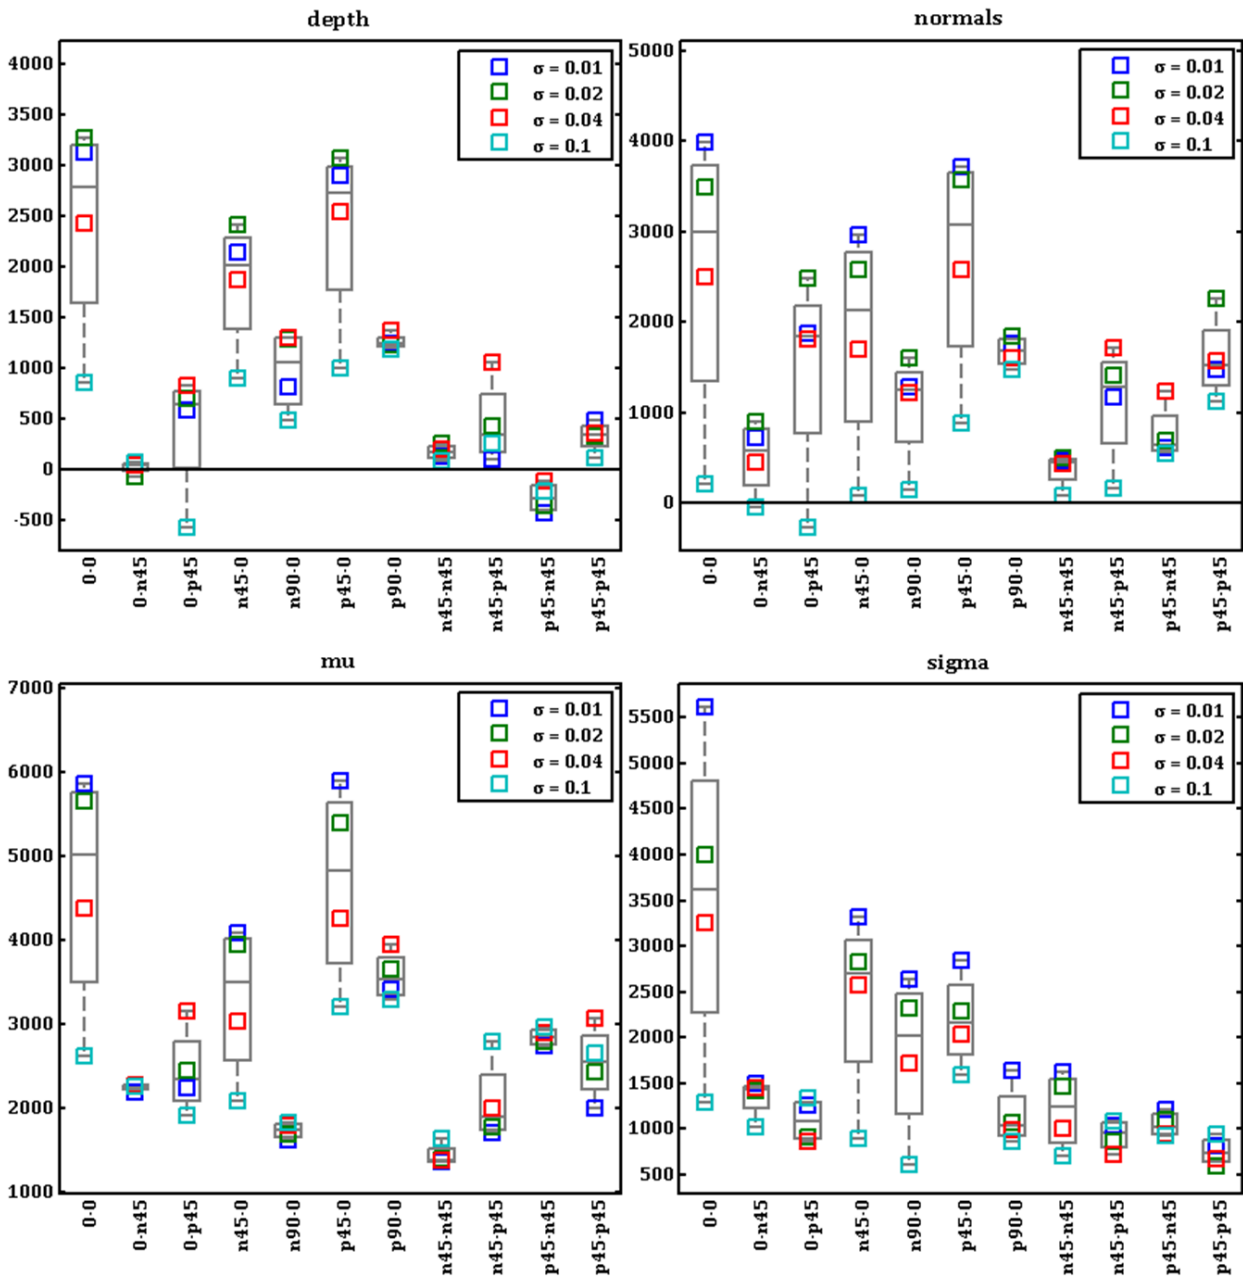 depth
4000
3500
3000
2500
2000
1500
1000
500
0
-500
σ = 0.01
σ = 0.02
σ = 0.04
σ = 0.1
0-0
0-n45
0-p45
n45-0
n90-0
p45-0
p90-0
n45-n45
n45-p45
p45-n45
p45-p45
normals
5000
4000
3000
2000
1000
0
σ = 0.01
σ = 0.02
σ = 0.04
σ = 0.1
0-0
0-n45
0-p45
n45-0
n90-0
p45-0
p90-0
n45-n45
n45-p45
p45-n45
p45-p45
mu
7000
6000
5000
4000
3000
2000
1000
σ = 0.01
σ = 0.02
σ = 0.04
σ = 0.1
0-0
0-n45
0-p45
n45-0
n90-0
p45-0
p90-0
n45-n45
n45-p45
p45-n45
p45-p45
sigma
5500
5000
4500
4000
3500
3000
2500
2000
1500
1000
500
σ = 0.01
σ = 0.02
σ = 0.04
σ = 0.1
0-0
0-n45
0-p45
n45-0
n90-0
p45-0
p90-0
n45-n45
n45-p45
p45-n45
p45-p45